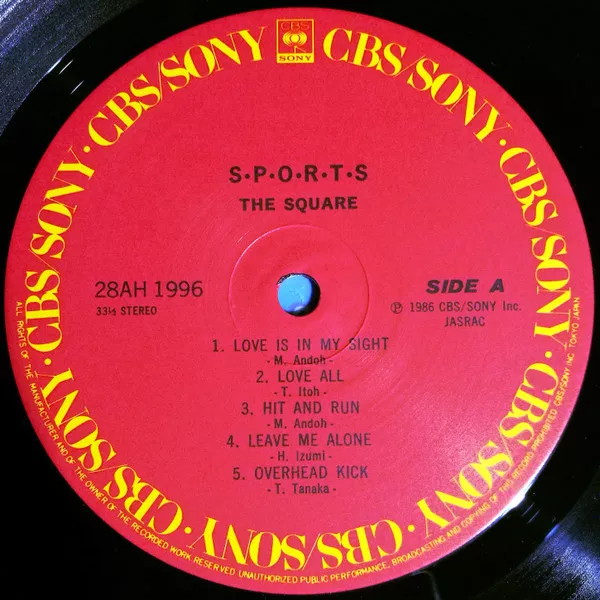 CBS/SONY · CBS/SONY · CBS/SONY · CBS/SONY · CBS/SONY · CBS/SONY · CBS/SONY ·
CBS
SONY
S·P·O·R·T·S
THE SQUARE
28AH 1996
33⅓ STEREO
SIDE A
Ⓟ 1986 CBS/SONY Inc.
JASRAC
1. LOVE IS IN MY SIGHT
- M. Andoh -
2. LOVE ALL
- T. Itoh -
3. HIT AND RUN
- M. Andoh -
4. LEAVE ME ALONE
- H. Izumi -
5. OVERHEAD KICK
- T. Tanaka -
ALL RIGHTS OF THE MANUFACTURER AND OF THE OWNER OF THE RECORDED WORK RESERVED UNAUTHORIZED PUBLIC PERFORMANCE, BROADCASTING AND COPYING OF THIS RECORD PROHIBITED CBS/SONY INC TOKYO JAPAN